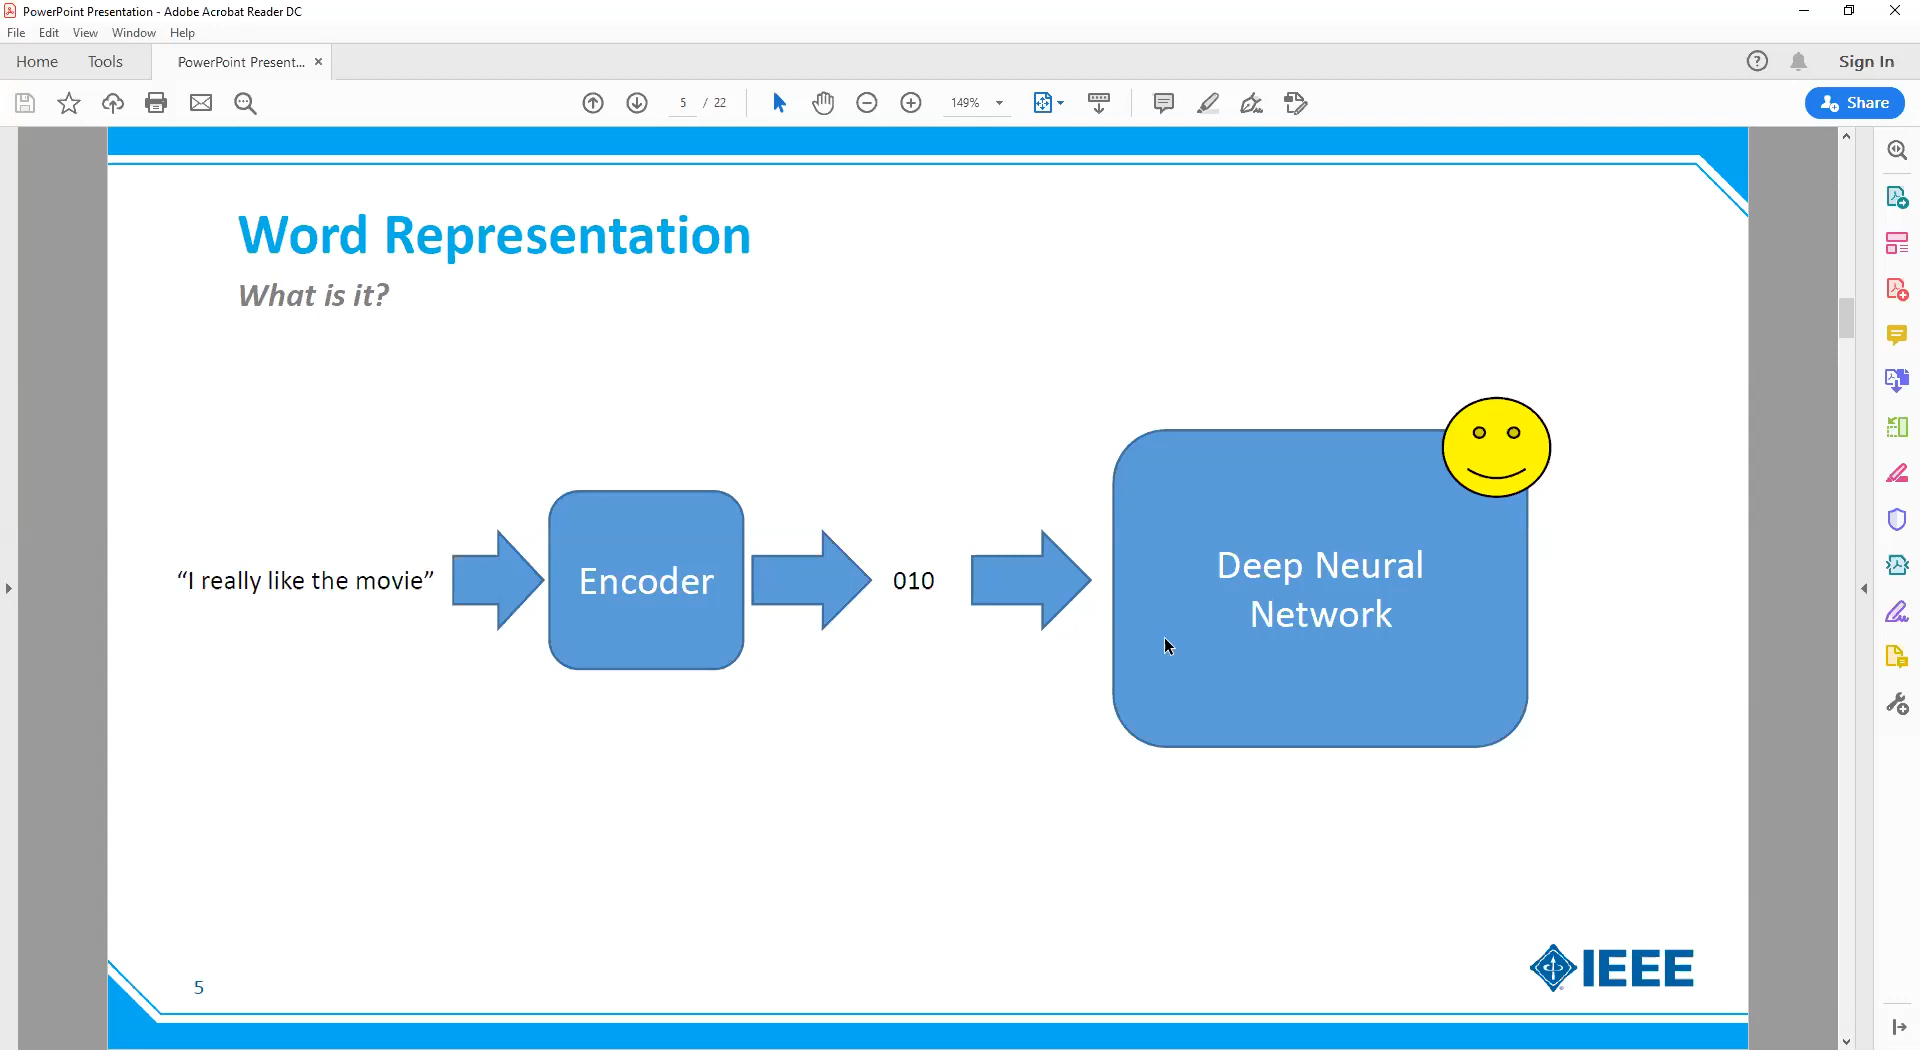 PowerPoint Presentation - Adobe Acrobat Reader DC
File Edit View Window Help
Home Tools PowerPoint Present... × Sign In
5 / 22 149% Share
Word Representation
What is it?
“I really like the movie” Encoder 010 Deep Neural
Network
5
IEEE